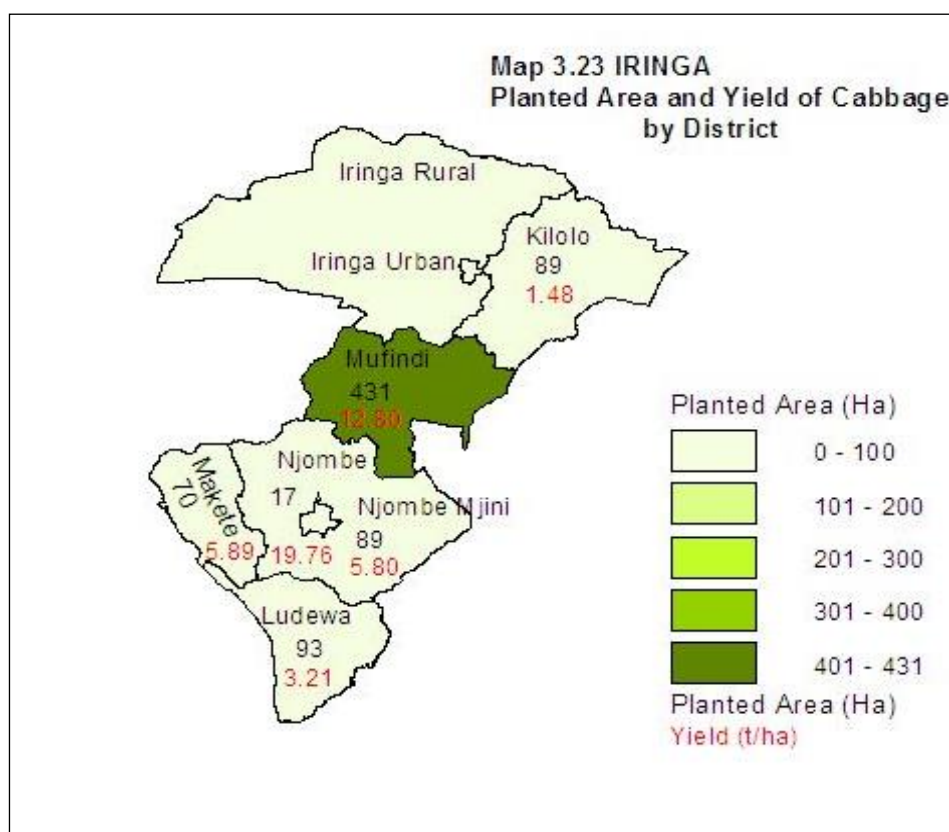 Map 3.23 IRINGA
Planted Area and Yield of Cabbage
by District
Iringa Rural
Iringa Urban
Kilolo
89
1.48
Mufindi
431
12.80
Makete
70
5.89
Njombe
17
19.76
Njombe Mjini
89
5.80
Ludewa
93
3.21
Planted Area (Ha)
0 - 100
101 - 200
201 - 300
301 - 400
401 - 431
Planted Area (Ha)
Yield (t/ha)